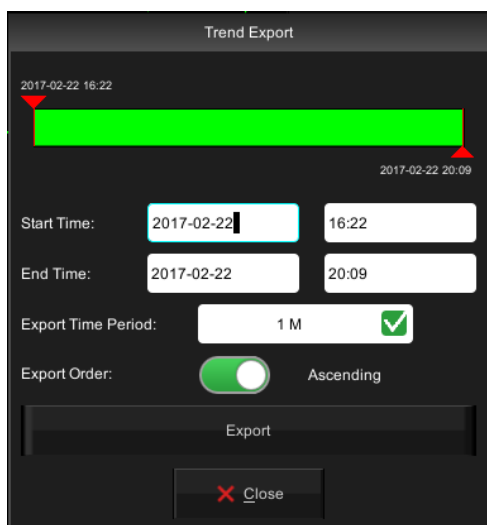 Trend Export
2017-02-22 16:22
2017-02-22 20:09
Start Time: 2017-02-22 16:22
End Time: 2017-02-22 20:09
Export Time Period: 1 M
Export Order: Ascending
Export
Close